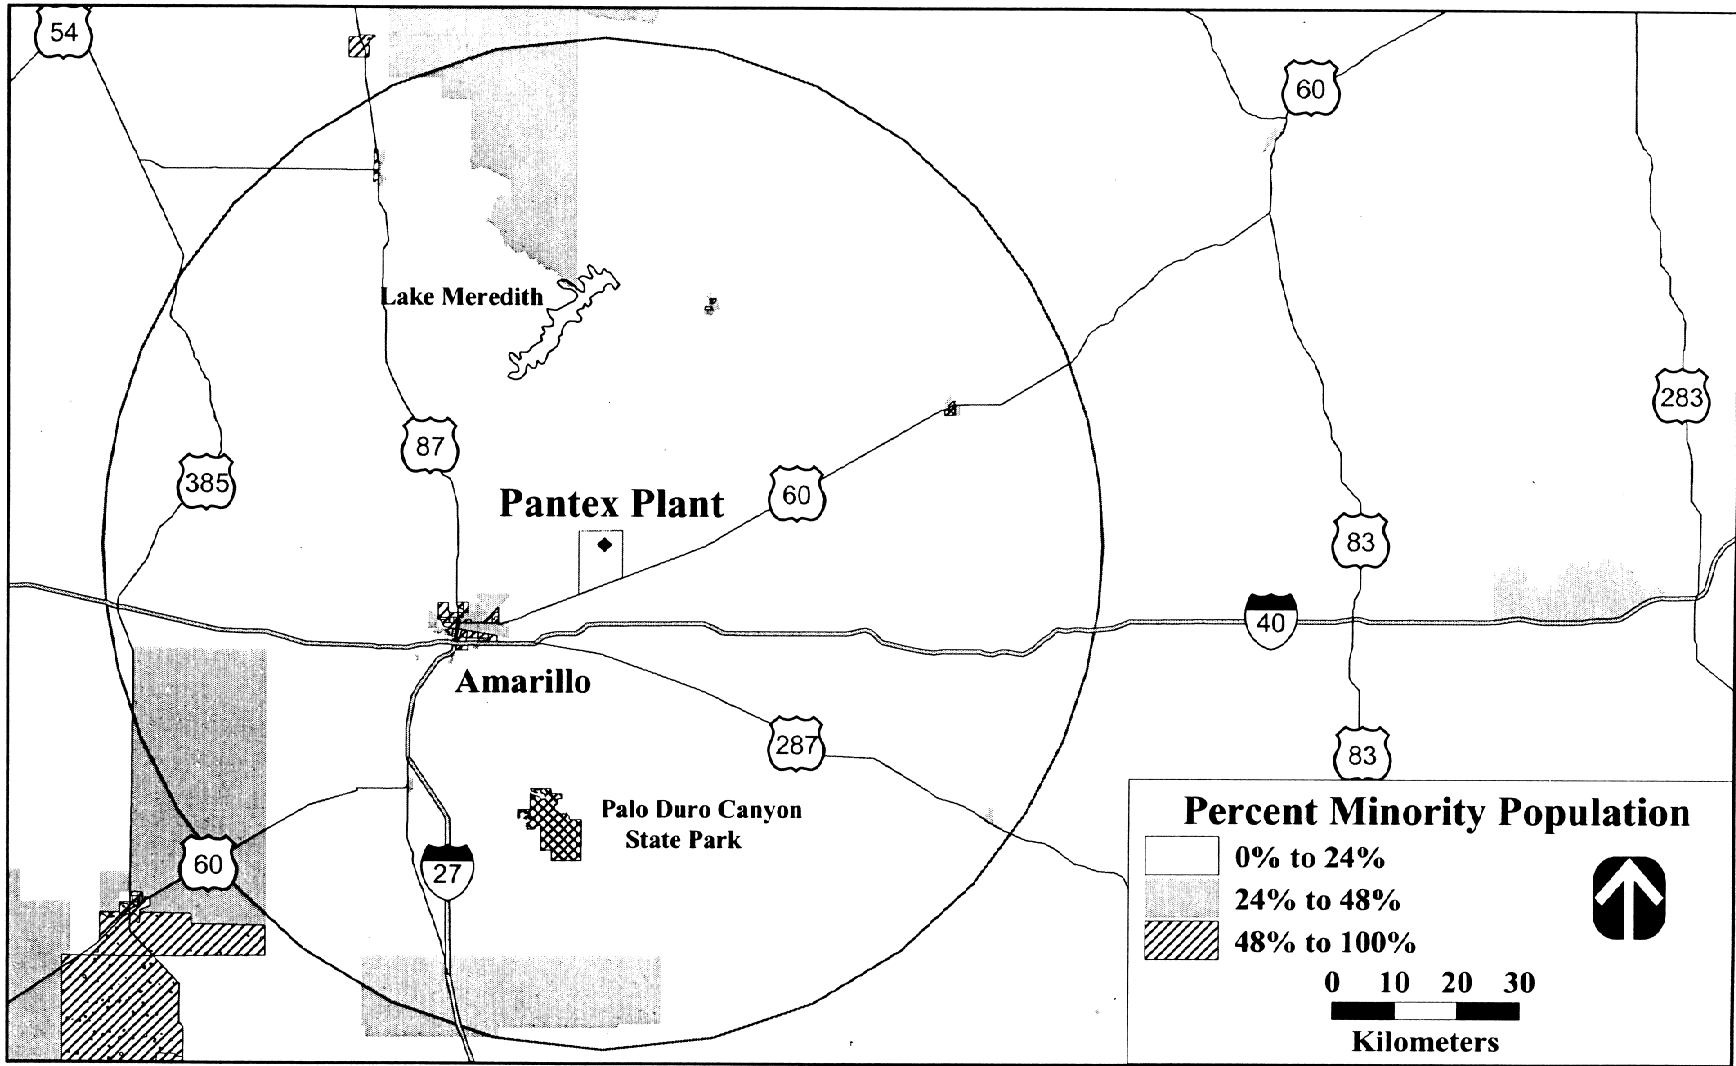 54
60
Lake Meredith
283
87
385
Pantex Plant
60
83
40
Amarillo
287
83
Palo Duro Canyon
State Park
60
27
Percent Minority Population
0% to 24%
24% to 48%
48% to 100%
0 10 20 30
Kilometers